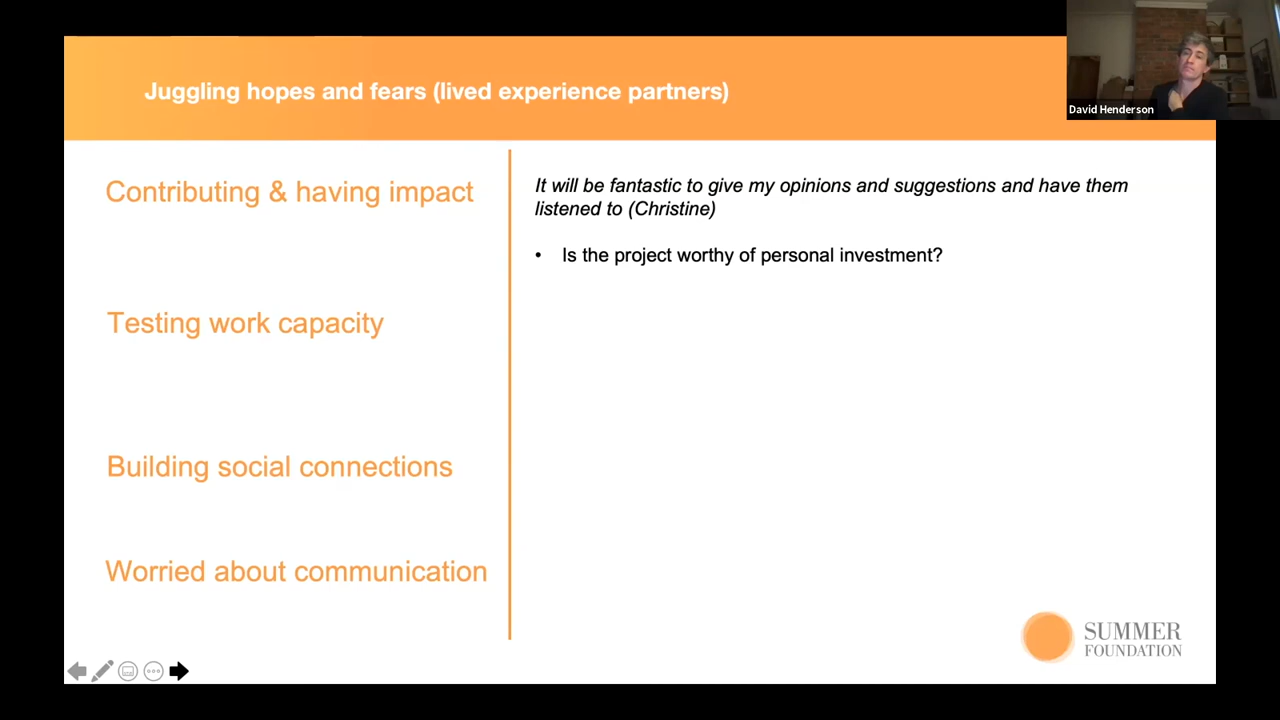 Juggling hopes and fears (lived experience partners)
David Henderson
Contributing & having impact
It will be fantastic to give my opinions and suggestions and have them
listened to (Christine)
• Is the project worthy of personal investment?
Testing work capacity
Building social connections
Worried about communication
SUMMER
FOUNDATION